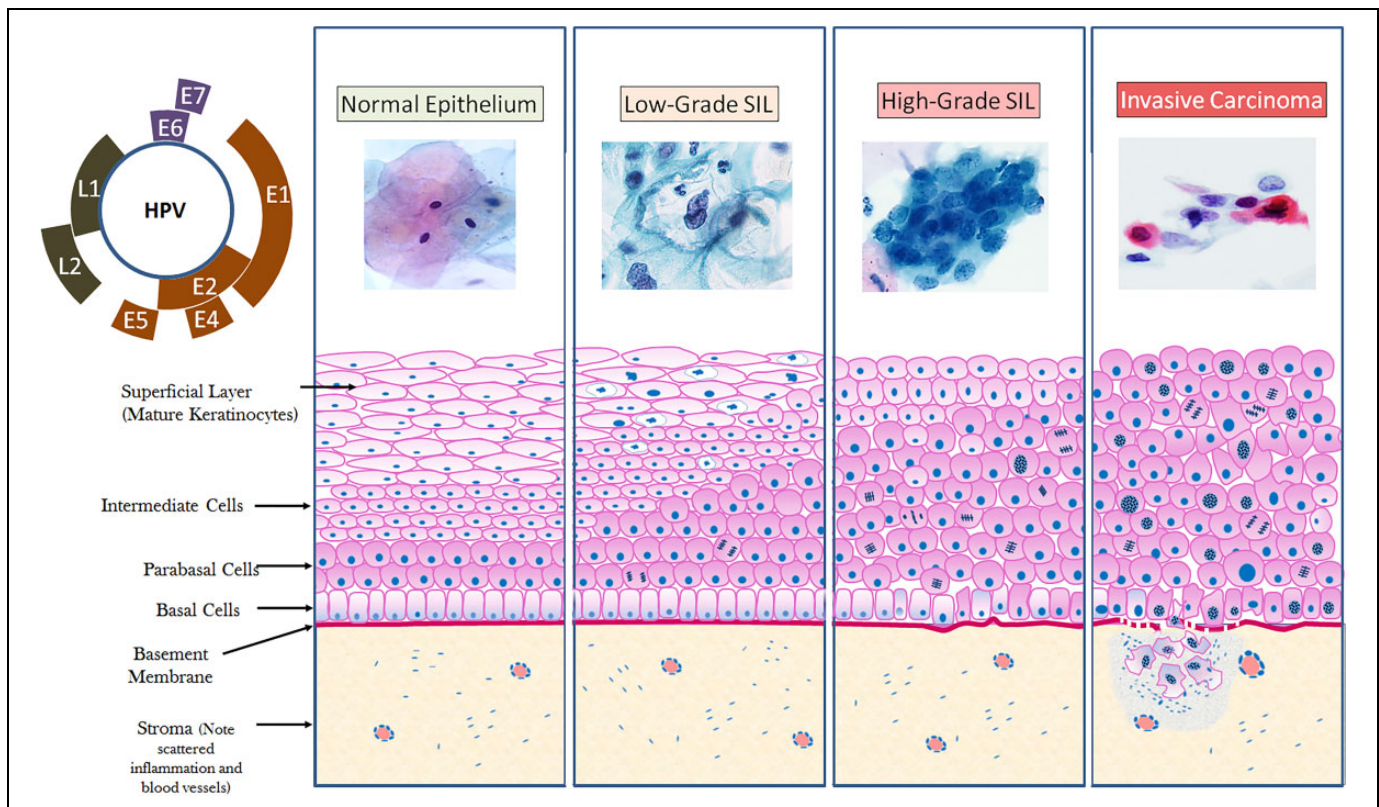 E7
E6
E1
L1
HPV
L2
E2
E5
E4
Normal Epithelium
Low-Grade SIL
High-Grade SIL
Invasive Carcinoma
Superficial Layer
(Mature Keratinocytes)
Intermediate Cells
Parabasal Cells
Basal Cells
Basement
Membrane
Stroma (Note
scattered
inflammation and
blood vessels)